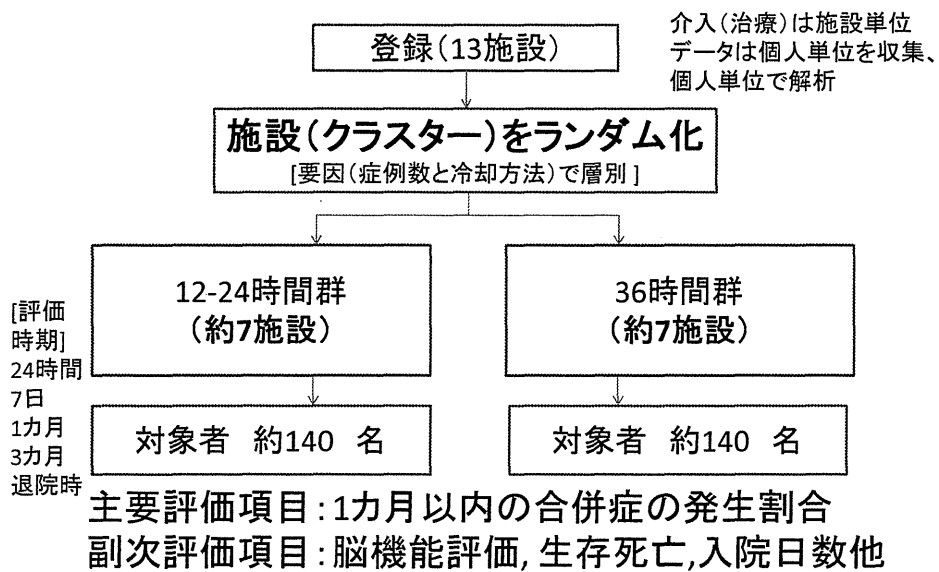 登録（13施設）
介入（治療）は施設単位
データは個人単位を収集、
個人単位で解析
施設（クラスター）をランダム化
[要因（症例数と冷却方法）で層別 ]
12-24時間群
（約7施設）
36時間群
（約7施設）
[評価
時期]
24時間
7日
1カ月
3カ月
退院時
対象者 約140 名
対象者 約140 名
主要評価項目：1カ月以内の合併症の発生割合
副次評価項目：脳機能評価, 生存死亡,入院日数他